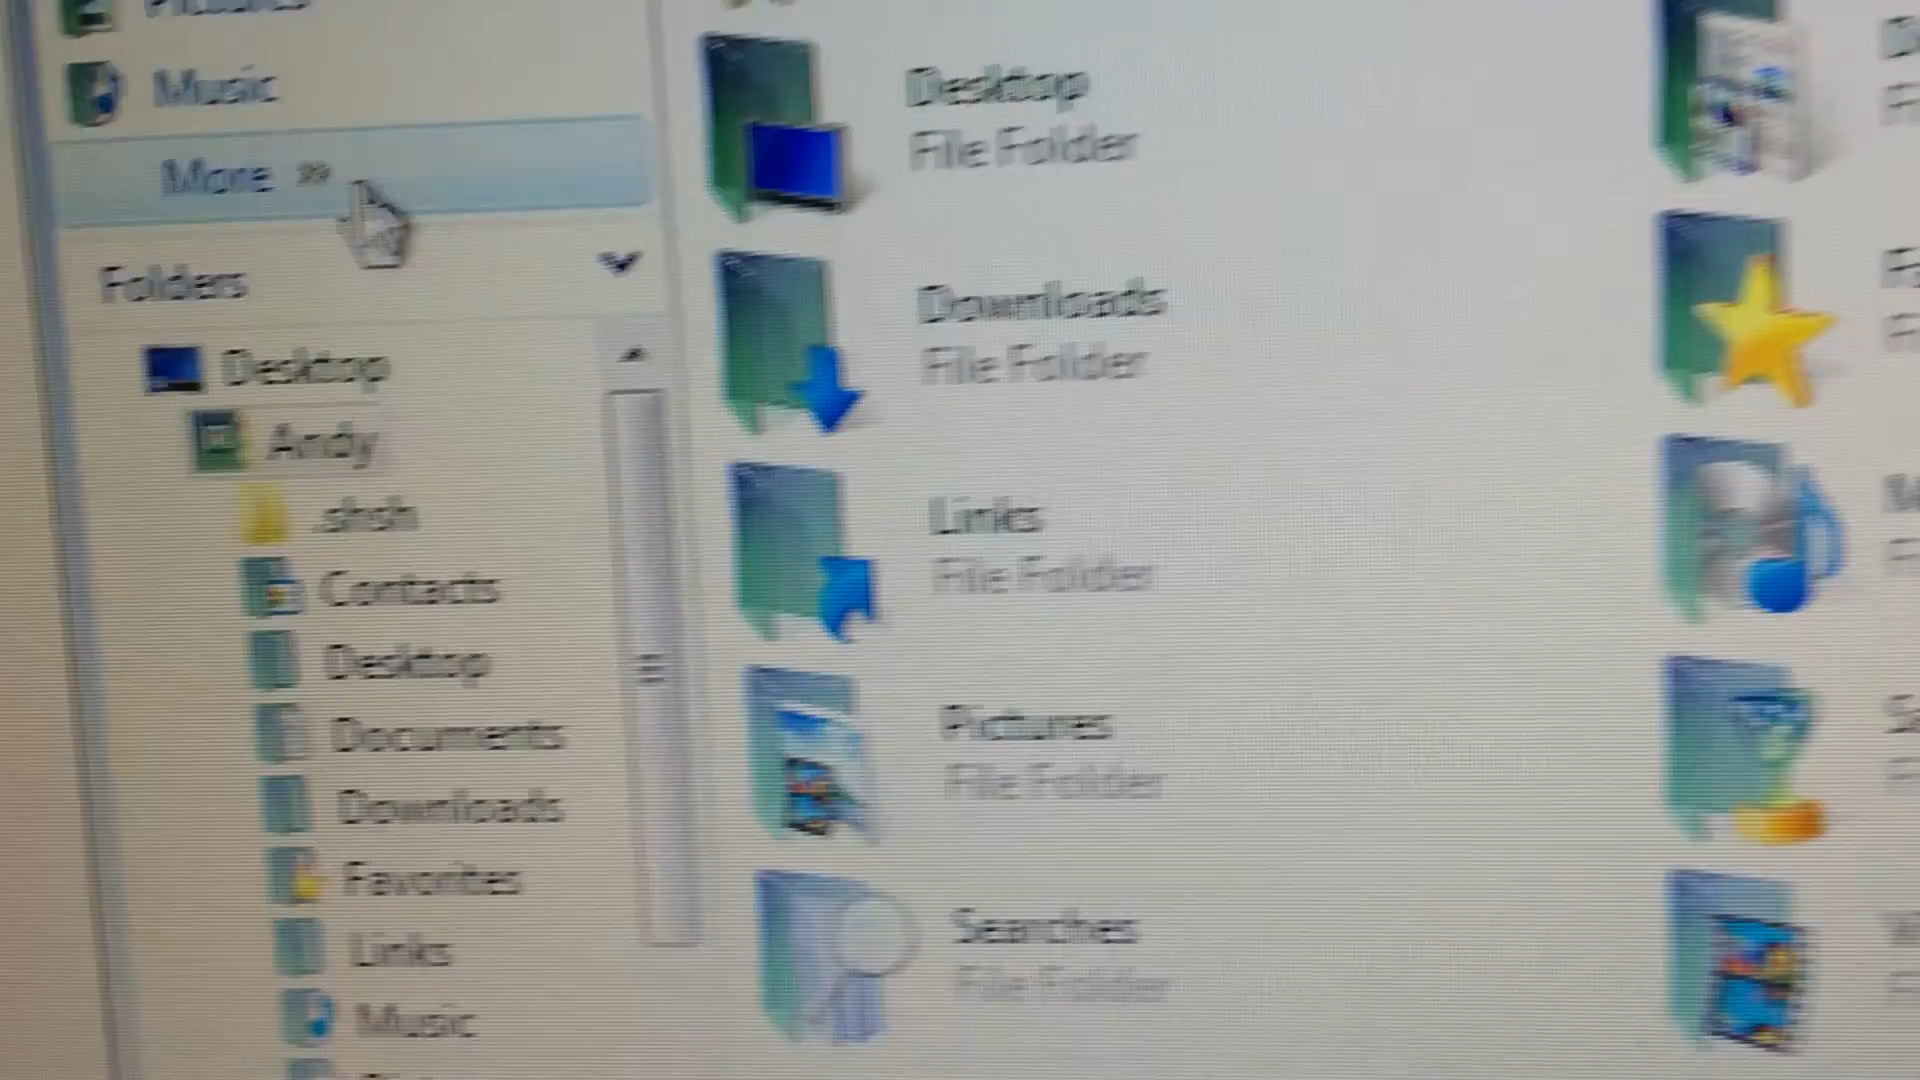 Pictures
Music
More »
Folders
Desktop
Andy
.shsh
Contacts
Desktop
Documents
Downloads
Favorites
Links
Music
Desktop
File Folder
Downloads
File Folder
Links
File Folder
Pictures
File Folder
Searches
File Folder